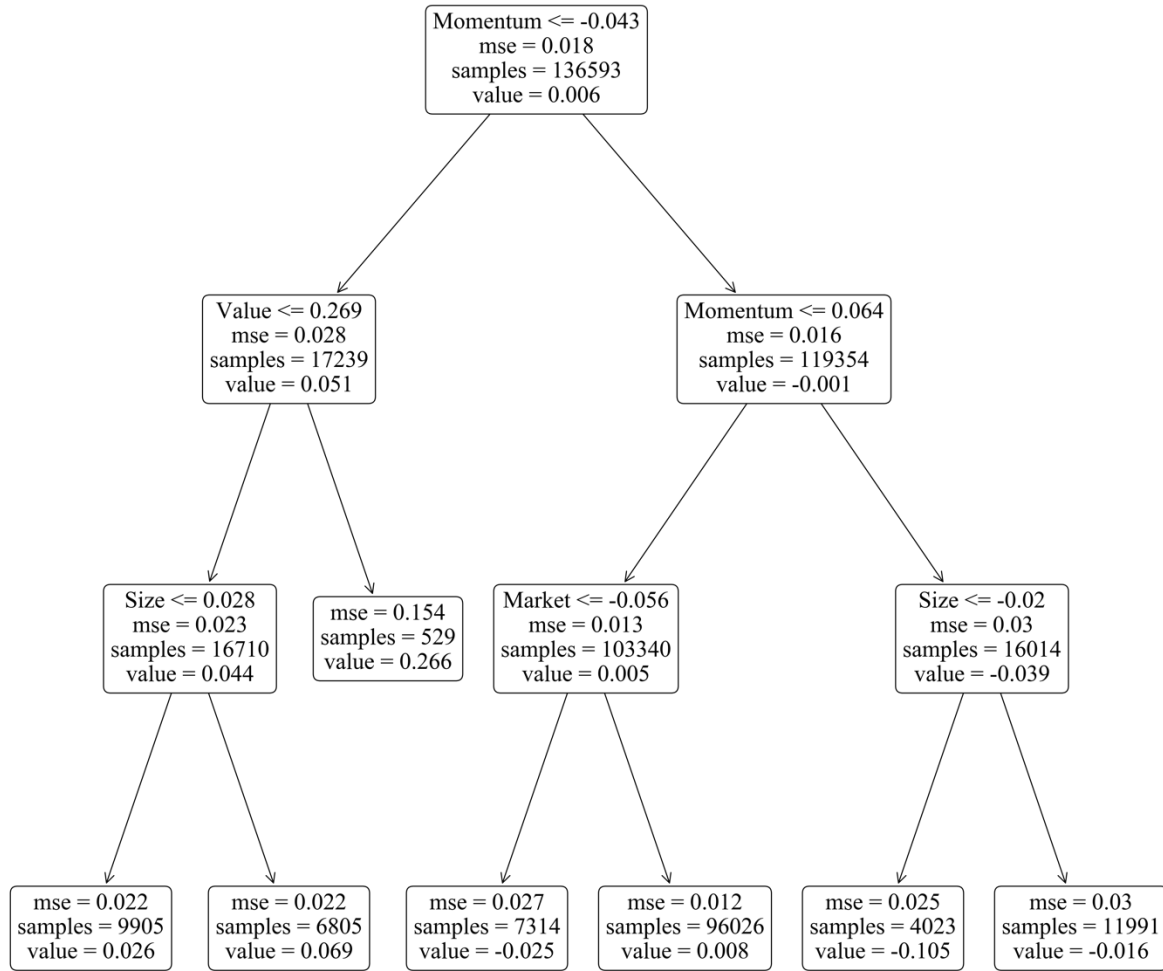 Momentum <= -0.043
mse = 0.018
samples = 136593
value = 0.006
Value <= 0.269
mse = 0.028
samples = 17239
value = 0.051
Momentum <= 0.064
mse = 0.016
samples = 119354
value = -0.001
Size <= 0.028
mse = 0.023
samples = 16710
value = 0.044
mse = 0.154
samples = 529
value = 0.266
Market <= -0.056
mse = 0.013
samples = 103340
value = 0.005
Size <= -0.02
mse = 0.03
samples = 16014
value = -0.039
mse = 0.022
samples = 9905
value = 0.026
mse = 0.022
samples = 6805
value = 0.069
mse = 0.027
samples = 7314
value = -0.025
mse = 0.012
samples = 96026
value = 0.008
mse = 0.025
samples = 4023
value = -0.105
mse = 0.03
samples = 11991
value = -0.016